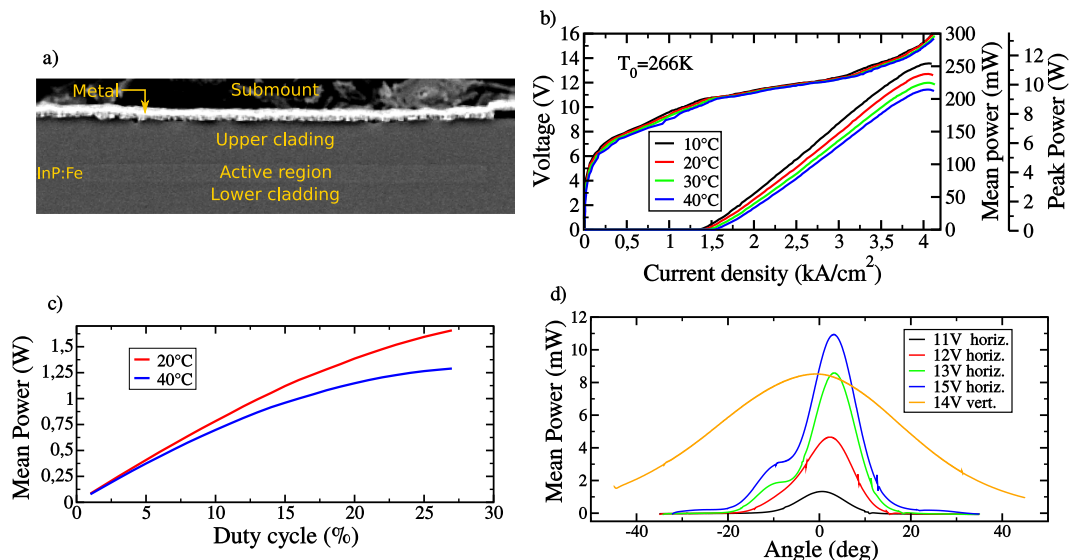 a)
Metal
Submount
Upper clading
InP:Fe
Active region
Lower cladding
b)
Voltage (V)
16
14
12
10
8
6
4
2
0
T0=266K
10°C
20°C
30°C
40°C
0
0,5
1
1,5
2
2,5
3
3,5
4
Current density (kA/cm2)
300
250
200
150
100
50
0
Mean power (mW)
12
10
8
6
4
2
0
Peak Power (W)
c)
Mean Power (W)
1,5
1,25
1
0,75
0,5
0,25
0
20°C
40°C
0
5
10
15
20
25
30
Duty cycle (%)
d)
Mean Power (mW)
12
10
8
6
4
2
0
11V horiz.
12V horiz.
13V horiz.
15V horiz.
14V vert.
-40
-20
0
20
40
Angle (deg)